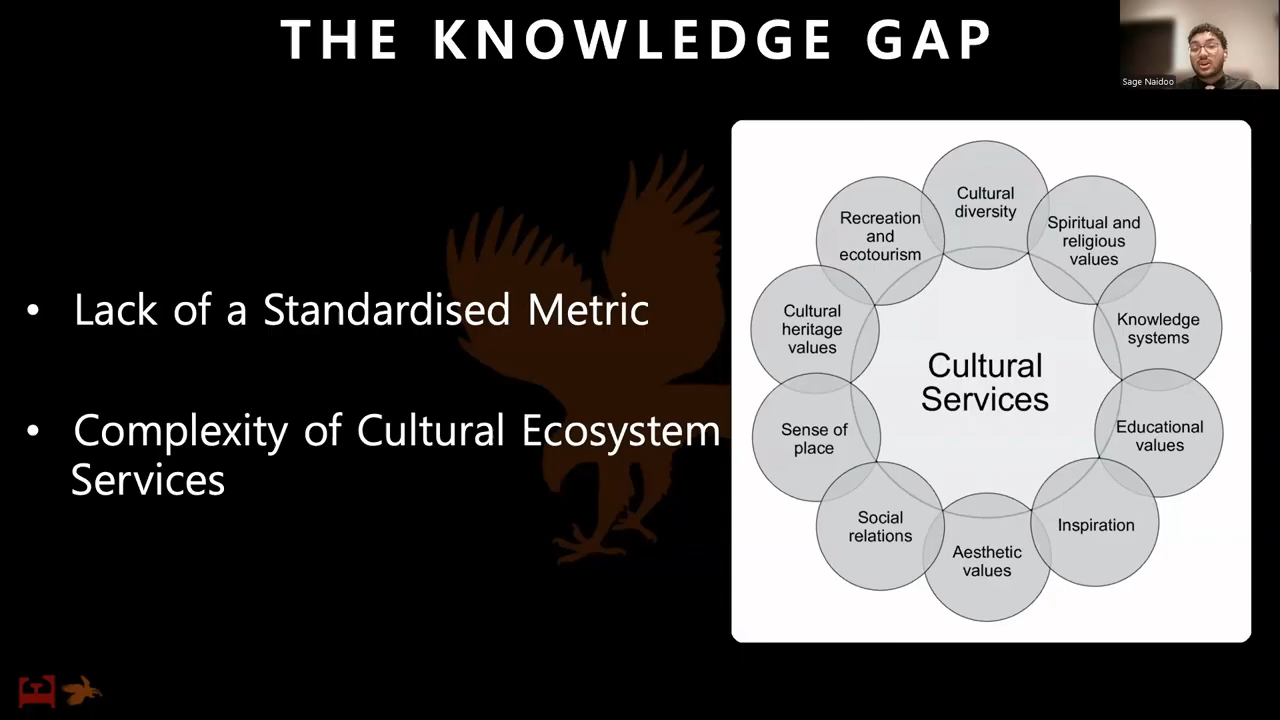 THE KNOWLEDGE GAP
Sage Naidoo
• Lack of a Standardised Metric
• Complexity of Cultural Ecosystem
Services
Cultural
diversity
Spiritual and
religious
values
Knowledge
systems
Educational
values
Inspiration
Aesthetic
values
Social
relations
Sense of
place
Cultural
heritage
values
Recreation
and
ecotourism
Cultural
Services
E